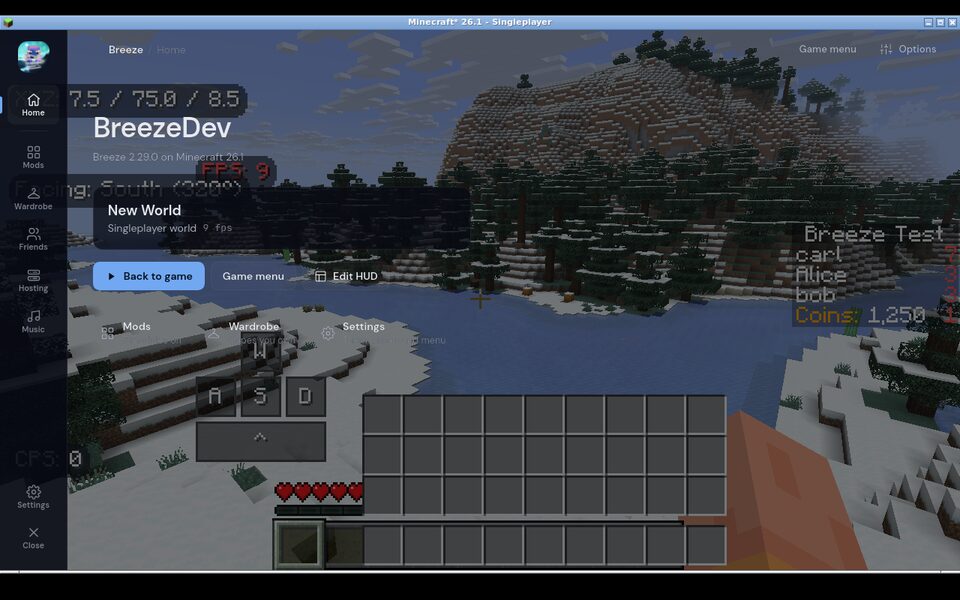 Minecraft* 26.1 - Singleplayer
Breeze / Home
Game menu
Options
7.5 / 75.0 / 8.5
BreezeDev
Breeze 2.29.0 on Minecraft 26.1
FPS: 9
Facing: South (320°)
New World
Singleplayer world 9 fps
Back to game
Game menu
Edit HUD
Mods
Wardrobe
Settings
menu
W
A
S
D
^
CPS: 0
Home
Mods
Wardrobe
Friends
Hosting
Music
Settings
Close
Breeze Test
carl
Alice
bob
Coins: 1,250